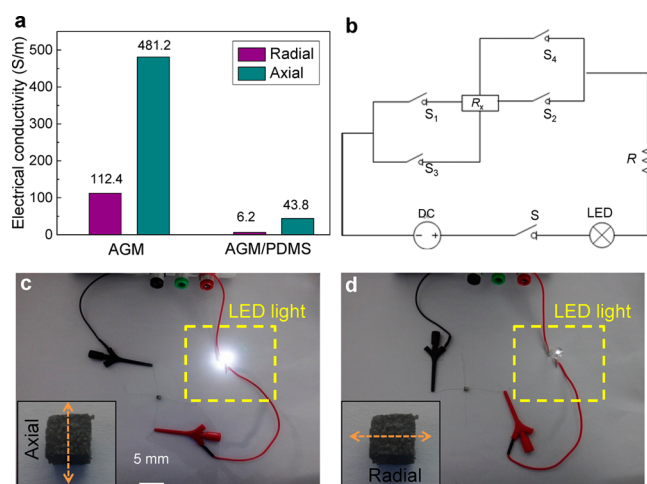 a
Electrical conductivity (S/m)
500
400
300
200
100
0
481.2
112.4
6.2
43.8
Radial
Axial
AGM
AGM/PDMS
b
S4
S1
Rx
S2
S3
R
DC
S
LED
c
LED light
Axial
5 mm
d
LED light
Radial